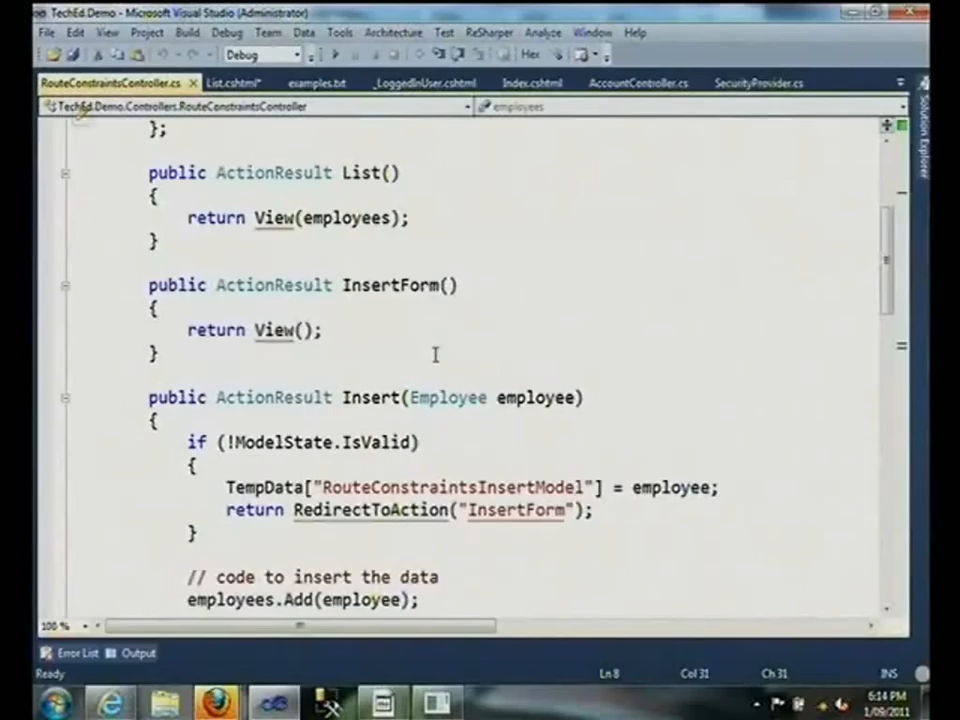 TechEd.Demo - Microsoft Visual Studio (Administrator)
File Edit View Project Build Debug Team Data Tools Architecture Test ReSharper Analyze Window Help
Debug Hex
RouteConstraintsController.cs List.cshtml* examples.txt _LoggedInUser.cshtml Index.cshtml AccountController.cs SecurityProvider.cs
TechEd.Demo.Controllers.RouteConstraintsController employees
Solution Explorer
};
public ActionResult List()
{
return View(employees);
}
public ActionResult InsertForm()
{
return View();
}
public ActionResult Insert(Employee employee)
{
if (!ModelState.IsValid)
{
TempData["RouteConstraintsInsertModel"] = employee;
return RedirectToAction("InsertForm");
}
// code to insert the data
employees.Add(employee);
100 %
Error List Output
Ready Ln 8 Col 31 Ch 31 INS
6:14 PM
1/09/2011